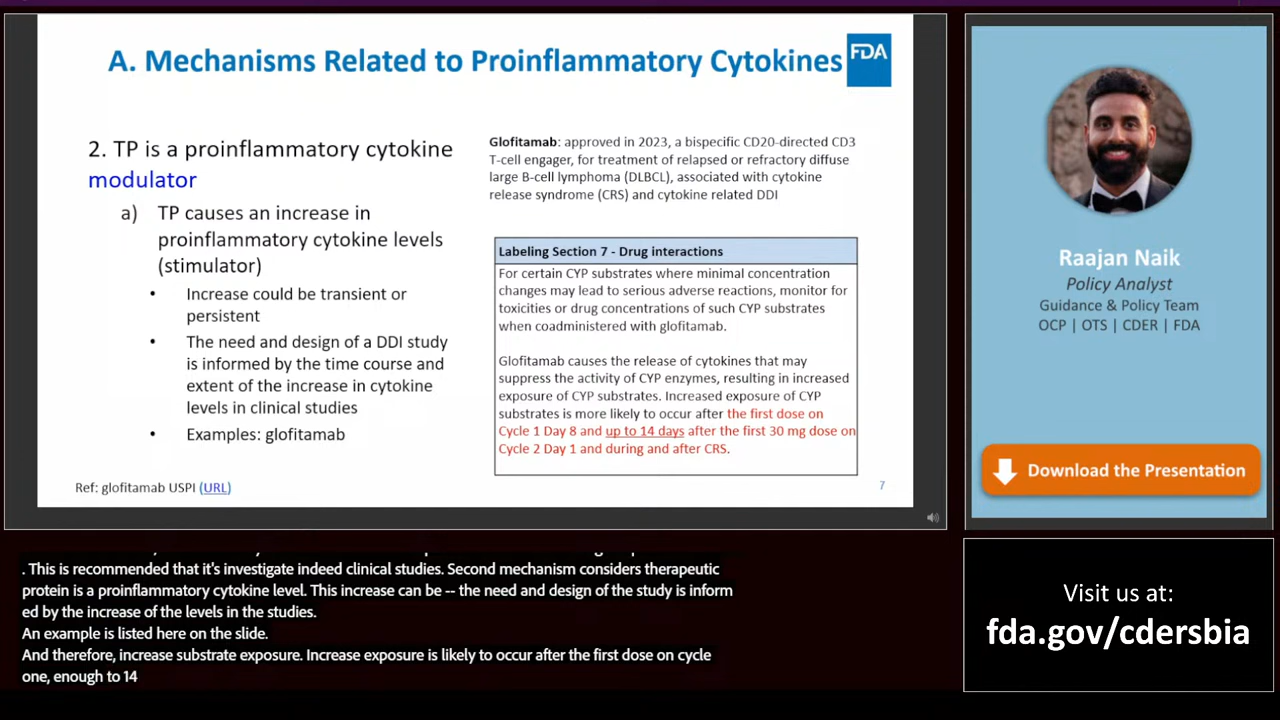 A. Mechanisms Related to Proinflammatory Cytokines
FDA
2. TP is a proinflammatory cytokine
modulator
a) TP causes an increase in
proinflammatory cytokine levels
(stimulator)
• Increase could be transient or
persistent
• The need and design of a DDI study
is informed by the time course and
extent of the increase in cytokine
levels in clinical studies
• Examples: glofitamab
Ref: glofitamab USPI (URL)
Glofitamab: approved in 2023, a bispecific CD20-directed CD3
T-cell engager, for treatment of relapsed or refractory diffuse
large B-cell lymphoma (DLBCL), associated with cytokine
release syndrome (CRS) and cytokine related DDI
Labeling Section 7 - Drug interactions
For certain CYP substrates where minimal concentration
changes may lead to serious adverse reactions, monitor for
toxicities or drug concentrations of such CYP substrates
when coadministered with glofitamab.
Glofitamab causes the release of cytokines that may
suppress the activity of CYP enzymes, resulting in increased
exposure of CYP substrates. Increased exposure of CYP
substrates is more likely to occur after the first dose on
Cycle 1 Day 8 and up to 14 days after the first 30 mg dose on
Cycle 2 Day 1 and during and after CRS.
7
Raajan Naik
Policy Analyst
Guidance & Policy Team
OCP | OTS | CDER | FDA
Download the Presentation
Visit us at:
fda.gov/cdersbia
. This is recommended that it's investigate indeed clinical studies. Second mechanism considers therapeutic
protein is a proinflammatory cytokine level. This increase can be -- the need and design of the study is inform
ed by the increase of the levels in the studies.
An example is listed here on the slide.
And therefore, increase substrate exposure. Increase exposure is likely to occur after the first dose on cycle
one, enough to 14